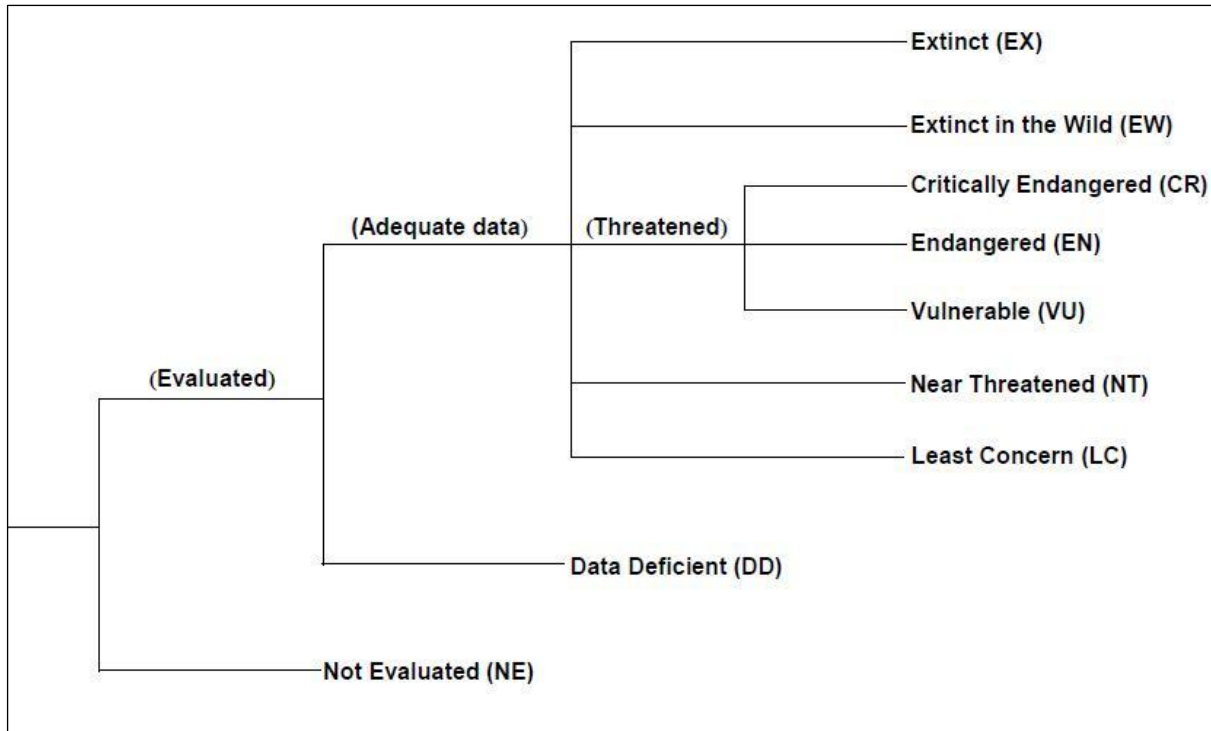 Extinct (EX)
Extinct in the Wild (EW)
Critically Endangered (CR)
(Adequate data)
(Threatened)
Endangered (EN)
Vulnerable (VU)
(Evaluated)
Near Threatened (NT)
Least Concern (LC)
Data Deficient (DD)
Not Evaluated (NE)